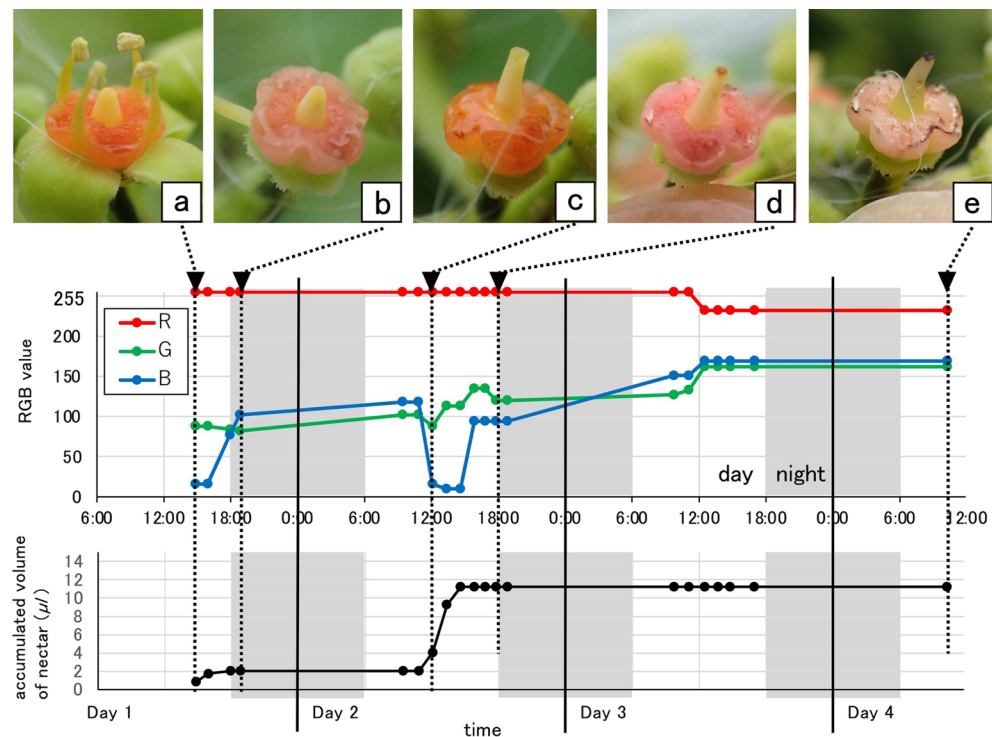 a
b
c
d
e
255
200
150
100
50
0
RGB value
R
G
B
day night
6:00 12:00 18:00 0:00 6:00 12:00 18:00 0:00 6:00 12:00 18:00 0:00 6:00 2:00
14
12
10
8
6
4
2
0
accumulated volume
of nectar (μl)
Day 1 Day 2 Day 3 Day 4
time